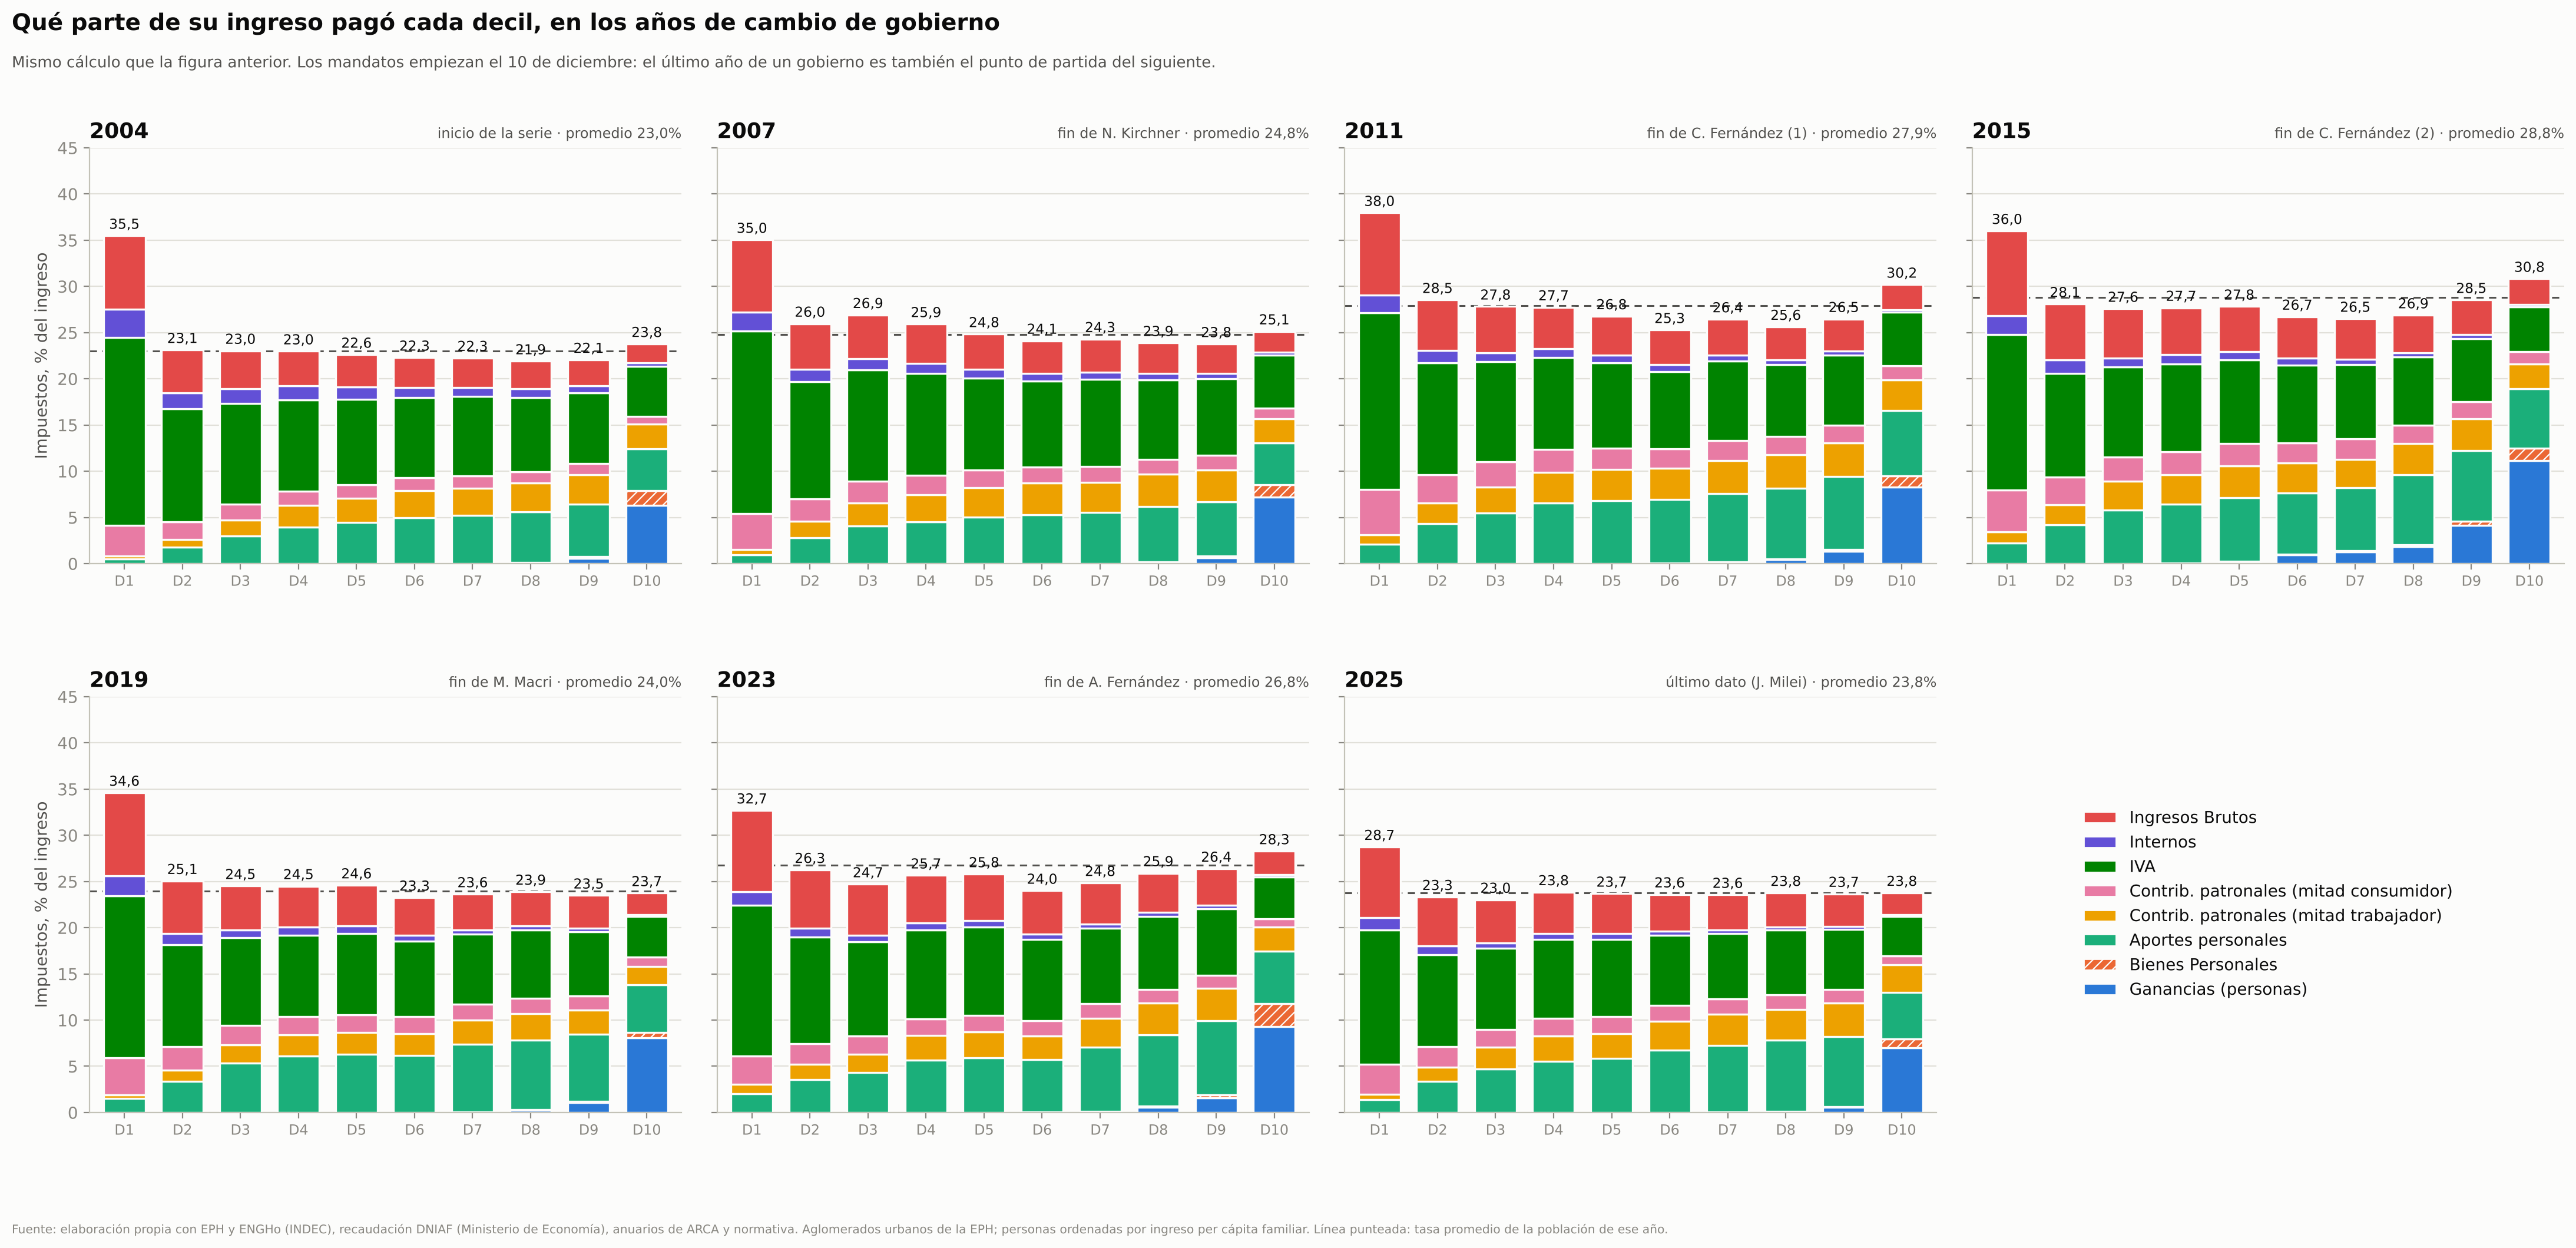 Qué parte de su ingreso pagó cada decil, en los años de cambio de gobierno
Mismo cálculo que la figura anterior. Los mandatos empiezan el 10 de diciembre: el último año de un gobierno es también el punto de partida del siguiente.
2004
inicio de la serie · promedio 23,0%
Impuestos, % del ingreso
45
40
35
30
25
20
15
10
5
0
35,5 23,1 23,0 23,0 22,6 22,3 22,3 21,9 22,1 23,8
D1 D2 D3 D4 D5 D6 D7 D8 D9 D10
2007
fin de N. Kirchner · promedio 24,8%
35,0 26,0 26,9 25,9 24,8 24,1 24,3 23,9 23,8 25,1
D1 D2 D3 D4 D5 D6 D7 D8 D9 D10
2011
fin de C. Fernández (1) · promedio 27,9%
38,0 28,5 27,8 27,7 26,8 25,3 26,4 25,6 26,5 30,2
D1 D2 D3 D4 D5 D6 D7 D8 D9 D10
2015
fin de C. Fernández (2) · promedio 28,8%
36,0 28,1 27,6 27,7 27,8 26,7 26,5 26,9 28,5 30,8
D1 D2 D3 D4 D5 D6 D7 D8 D9 D10
2019
fin de M. Macri · promedio 24,0%
Impuestos, % del ingreso
45
40
35
30
25
20
15
10
5
0
34,6 25,1 24,5 24,5 24,6 23,3 23,6 23,9 23,5 23,7
D1 D2 D3 D4 D5 D6 D7 D8 D9 D10
2023
fin de A. Fernández · promedio 26,8%
32,7 26,3 24,7 25,7 25,8 24,0 24,8 25,9 26,4 28,3
D1 D2 D3 D4 D5 D6 D7 D8 D9 D10
2025
último dato (J. Milei) · promedio 23,8%
28,7 23,3 23,0 23,8 23,7 23,6 23,6 23,8 23,7 23,8
D1 D2 D3 D4 D5 D6 D7 D8 D9 D10
Ingresos Brutos
Internos
IVA
Contrib. patronales (mitad consumidor)
Contrib. patronales (mitad trabajador)
Aportes personales
Bienes Personales
Ganancias (personas)
Fuente: elaboración propia con EPH y ENGHo (INDEC), recaudación DNIAF (Ministerio de Economía), anuarios de ARCA y normativa. Aglomerados urbanos de la EPH; personas ordenadas por ingreso per cápita familiar. Línea punteada: tasa promedio de la población de ese año.